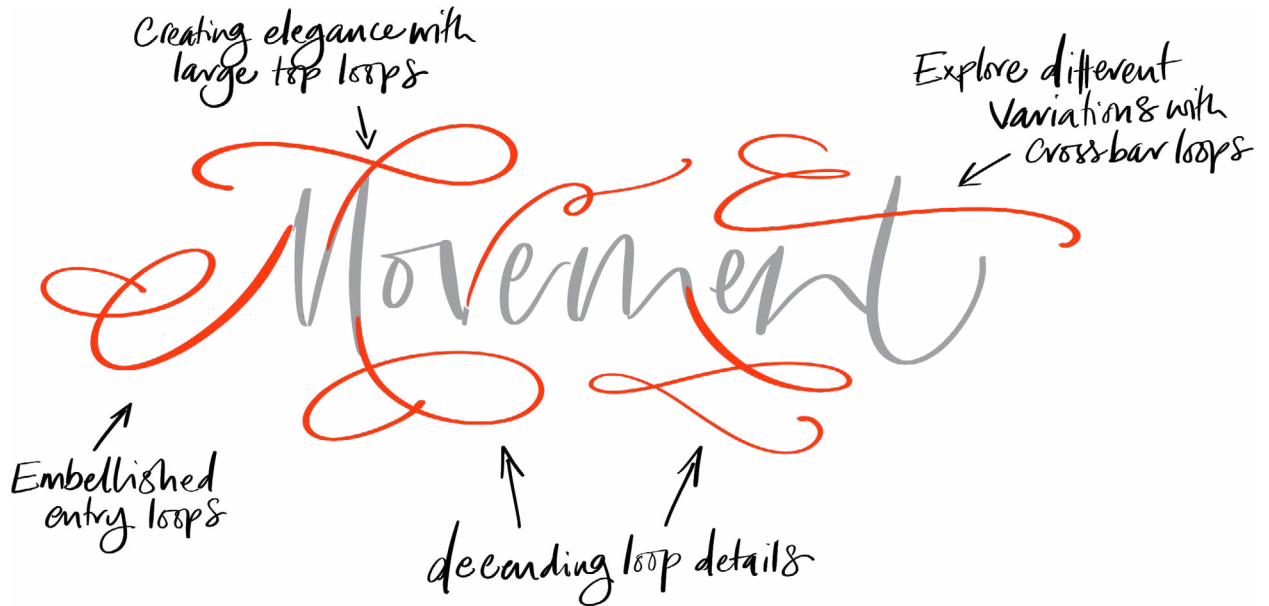 Creating elegance with
large top loops
Explore different
Variations with
crossbar loops
Movement
Embellished
entry loops
decending loop details